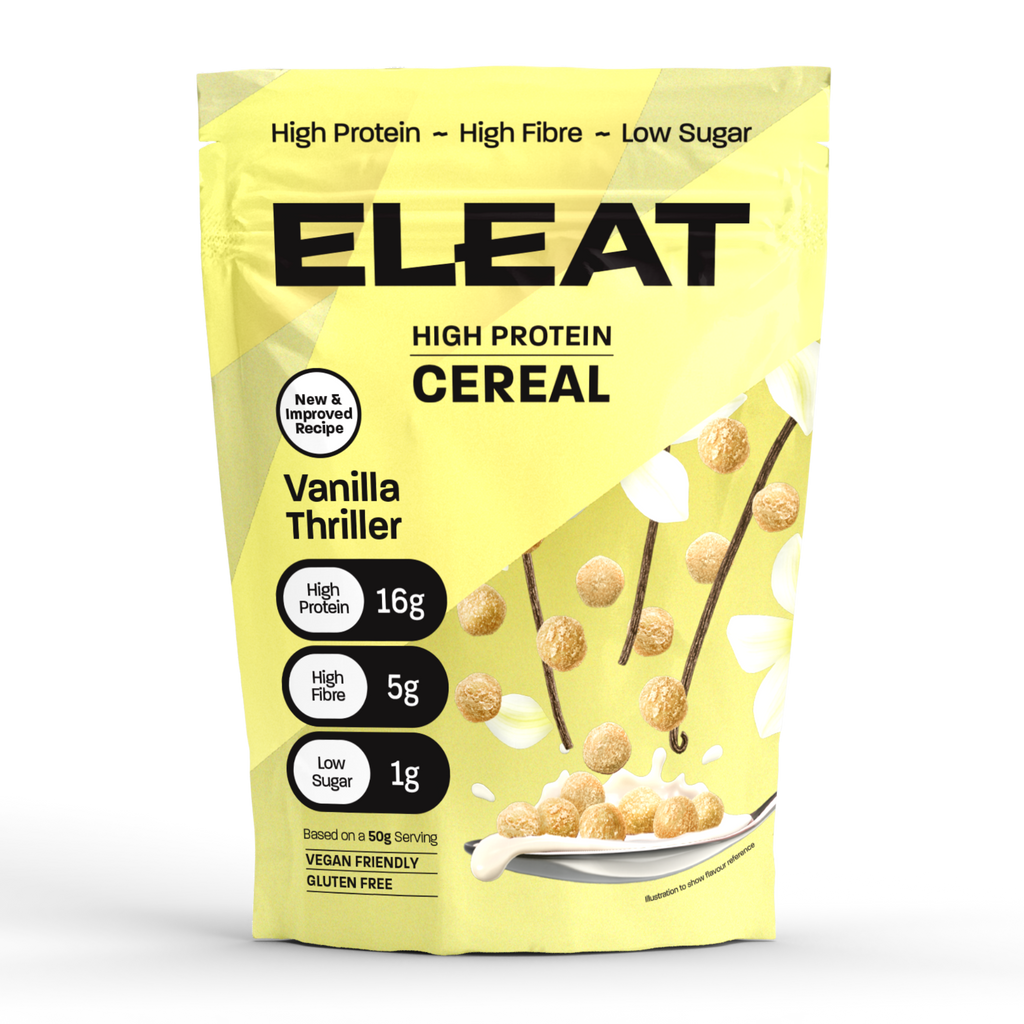 High Protein ~ High Fibre ~ Low Sugar
ELEAT
HIGH PROTEIN
CEREAL
New &
Improved
Recipe
Vanilla
Thriller
High
Protein
16g
High
Fibre
5g
Low
Sugar
1g
Based on a 50g Serving
VEGAN FRIENDLY
GLUTEN FREE
Illustration to show flavour reference